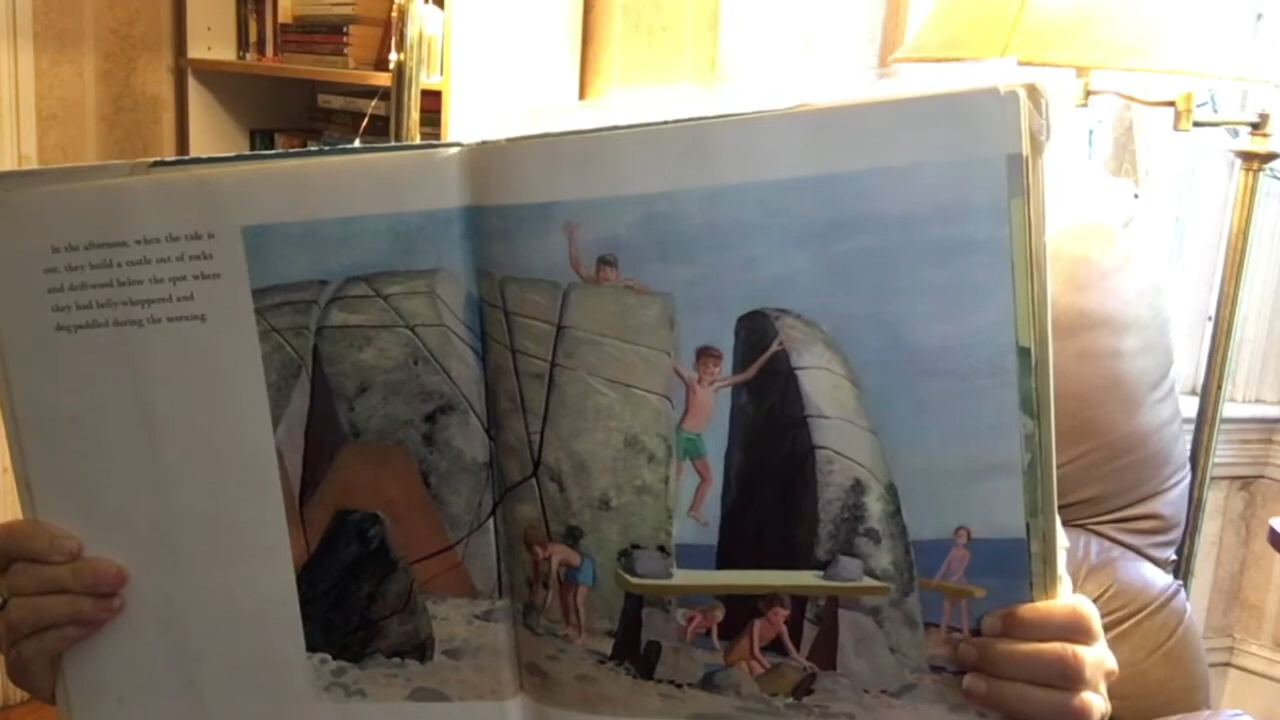 In the afternoon, when the tide is
out, they build a castle out of rocks
and driftwood below the spot where
they had belly-whoppered and
dog-paddled during the morning.